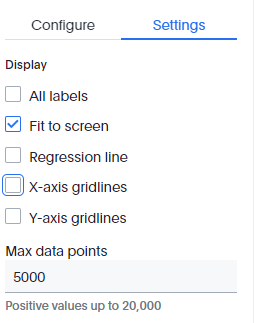 Configure Settings
Display
All labels
Fit to screen
Regression line
X-axis gridlines
Y-axis gridlines
Max data points
5000
Positive values up to 20,000